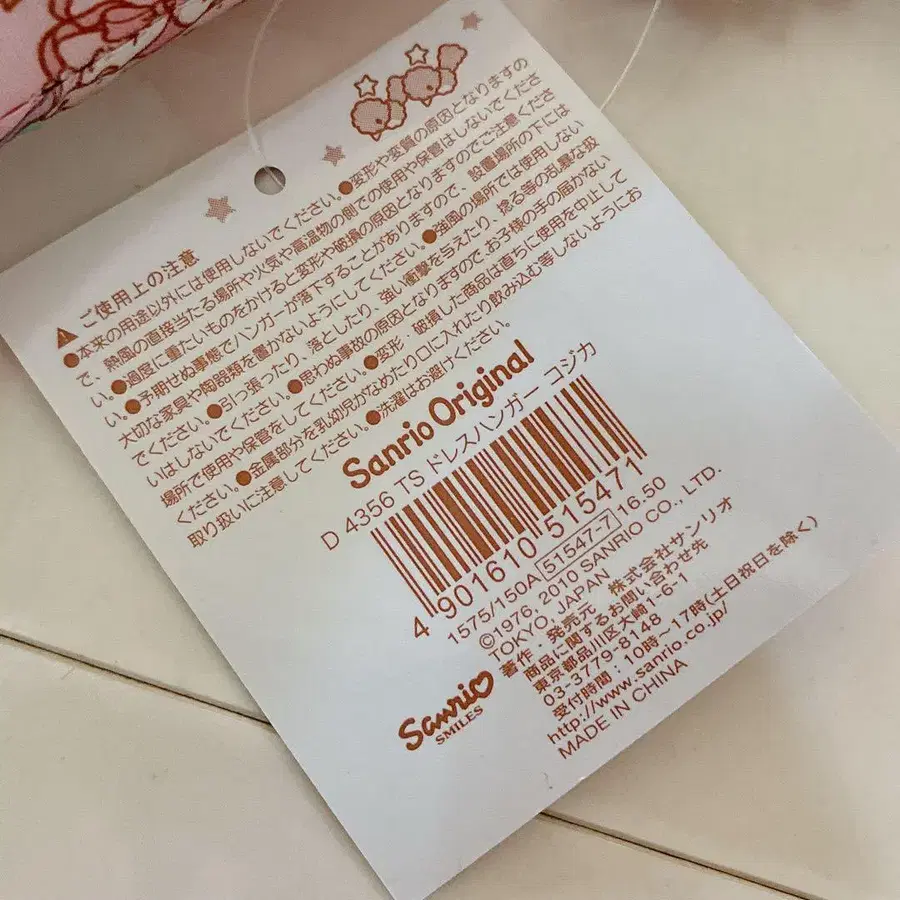 ⚠ ご使用上の注意
●本来の用途以外には使用しないでください。●変形や変質の原因となりますの
で、熱風の直接当たる場所や火気や高温物の側での使用や保管はしないでくださ
い。●過度に重たいものをかけると変形や破損の原因となりますのでご注意くださ
い。●予期せぬ事態でハンガーが落下することがありますので、設置場所の下には
大切な家具や陶器類を置かないようにしてください。●強風の場所では使用しない
でください。●引っ張ったり、落としたり、強い衝撃を与えたり、捻る等の乱暴な扱
いはしないでください。●思わぬ事故の原因となりますので お子様の手の届かない
場所で使用や保管をしてください。●変形・破損した商品は直ちに使用を中止して
ください。●金属部分を乳幼児がなめたり口に入れたり飲み込む等しないようにお
取り扱いに注意してください。●洗濯はお避けください。
Sanrio Original
D 4356 TS ドレスハンガー コジカ
4 901610 515471
1575/150A 51547-7 16.50
©1976, 2010 SANRIO CO., LTD.
TOKYO, JAPAN
著作・発売元 株式会社サンリオ
商品に関するお問い合わせ先
東京都品川区大崎1-6-1
03-3779-8148
受付時間：10時〜17時(土日祝日を除く)
http://www.sanrio.co.jp/
MADE IN CHINA
Sanrio
SMILES